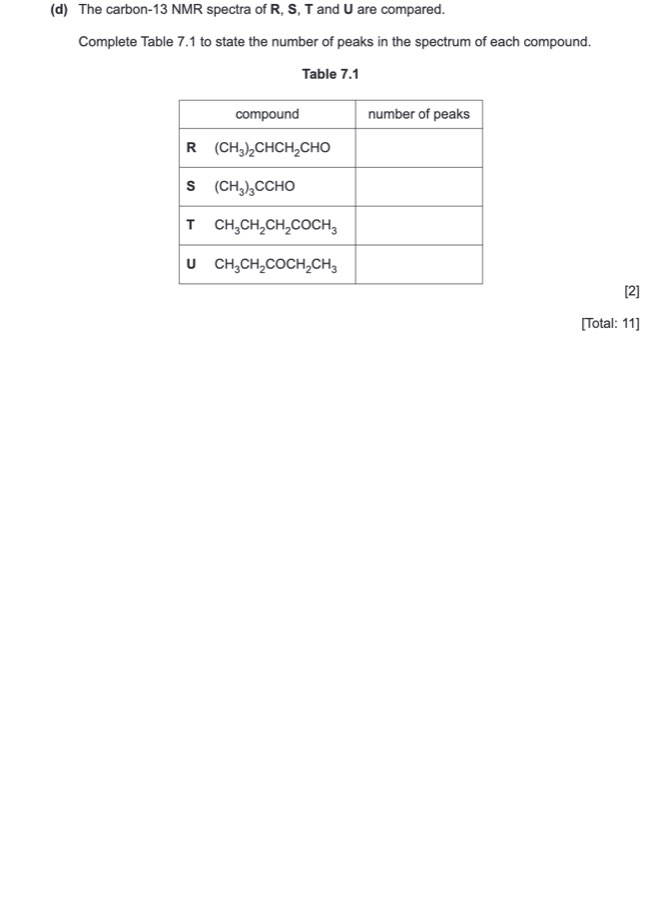 (d) The carbon-13 NMR spectra of R, S, T and U are compared.
Complete Table 7.1 to state the number of peaks in the spectrum of each compound.
Table 7.1
compound number of peaks
R (CH₃)₂CHCH₂CHO
S (CH₃)₃CCHO
T CH₃CH₂CH₂COCH₃
U CH₃CH₂COCH₂CH₃
[2]
[Total: 11]